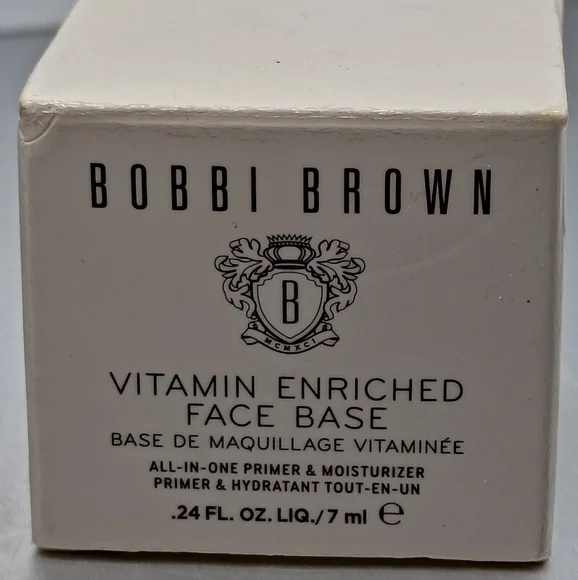 BOBBI BROWN
B
MCMXCI
VITAMIN ENRICHED
FACE BASE
BASE DE MAQUILLAGE VITAMINÉE
ALL-IN-ONE PRIMER & MOISTURIZER
PRIMER & HYDRATANT TOUT-EN-UN
.24 FL. OZ. LIQ./7 ml ℮